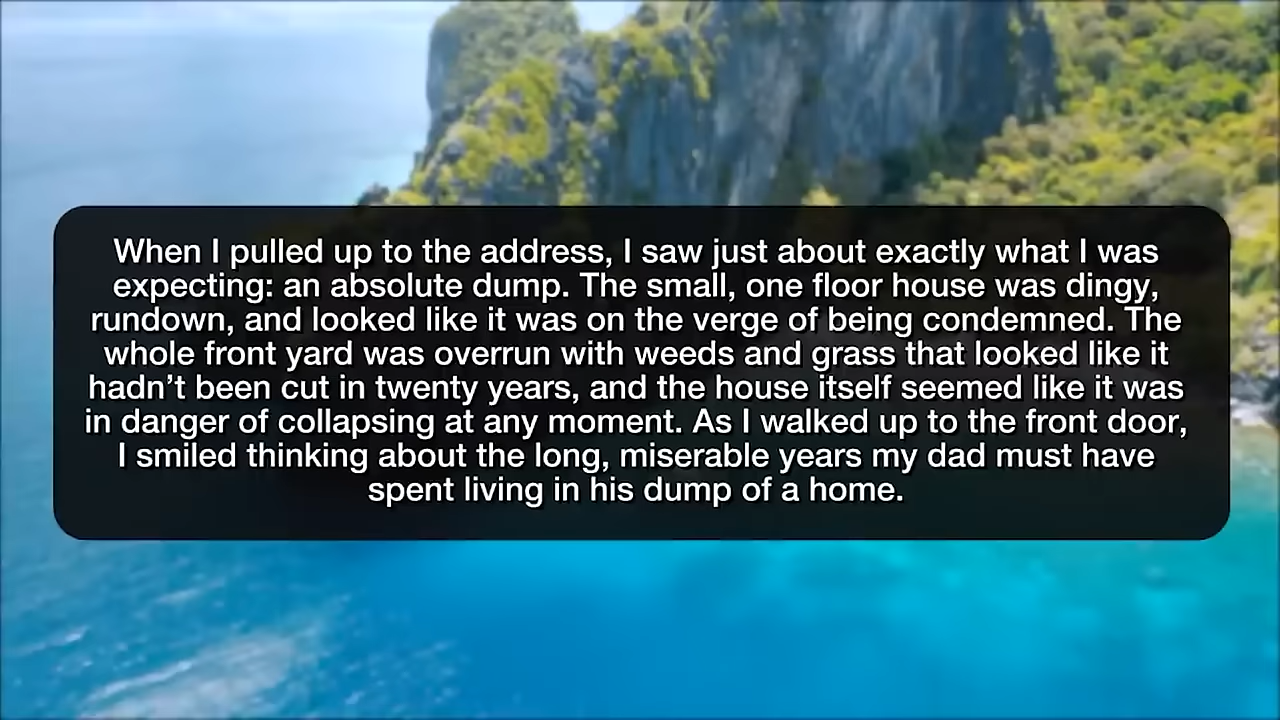 When I pulled up to the address, I saw just about exactly what I was
expecting: an absolute dump. The small, one floor house was dingy,
rundown, and looked like it was on the verge of being condemned. The
whole front yard was overrun with weeds and grass that looked like it
hadn’t been cut in twenty years, and the house itself seemed like it was
in danger of collapsing at any moment. As I walked up to the front door,
I smiled thinking about the long, miserable years my dad must have
spent living in his dump of a home.